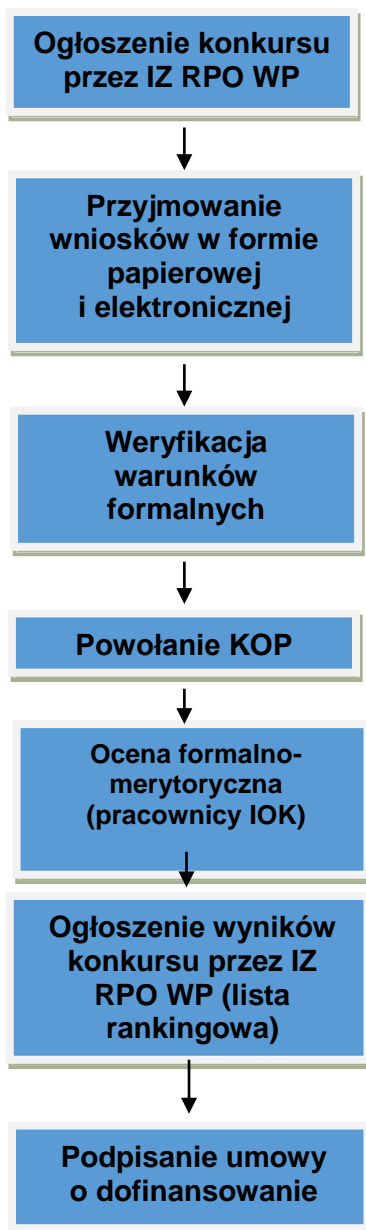 Ogłoszenie konkursu
przez IZ RPO WP
Przyjmowanie
wniosków w formie
papierowej
i elektronicznej
Weryfikacja
warunków
formalnych
Powołanie KOP
Ocena formalno-
merytoryczna
(pracownicy IOK)
Ogłoszenie wyników
konkursu przez IZ
RPO WP (lista
rankingowa)
Podpisanie umowy
o dofinansowanie